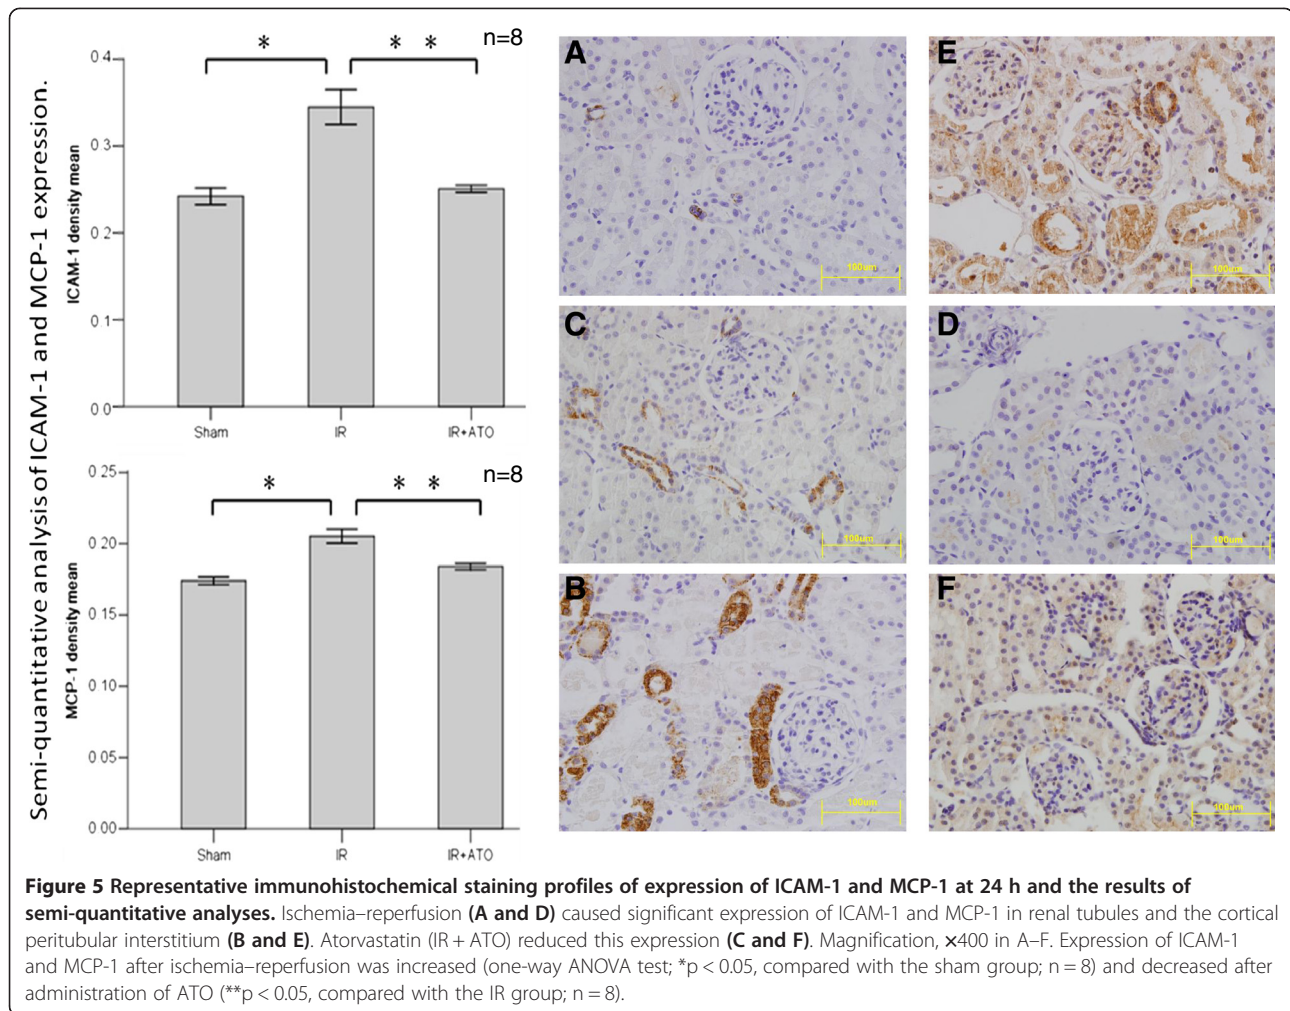 Semi-quantitative analysis of ICAM-1 and MCP-1 expression.
* * * n=8
0.4
0.3
0.2
0.1
0.0
ICAM-1 density mean
Sham IR IR+ATO
* * * n=8
0.25
0.20
0.15
0.10
0.05
0.00
MCP-1 density mean
Sham IR IR+ATO
A
100um
E
100um
C
100um
D
100um
B
100um
F
100um
Figure 5 Representative immunohistochemical staining profiles of expression of ICAM-1 and MCP-1 at 24 h and the results of
semi-quantitative analyses. Ischemia–reperfusion (A and D) caused significant expression of ICAM-1 and MCP-1 in renal tubules and the cortical
peritubular interstitium (B and E). Atorvastatin (IR + ATO) reduced this expression (C and F). Magnification, ×400 in A–F. Expression of ICAM-1
and MCP-1 after ischemia–reperfusion was increased (one-way ANOVA test; *p < 0.05, compared with the sham group; n = 8) and decreased after
administration of ATO (**p < 0.05, compared with the IR group; n = 8).